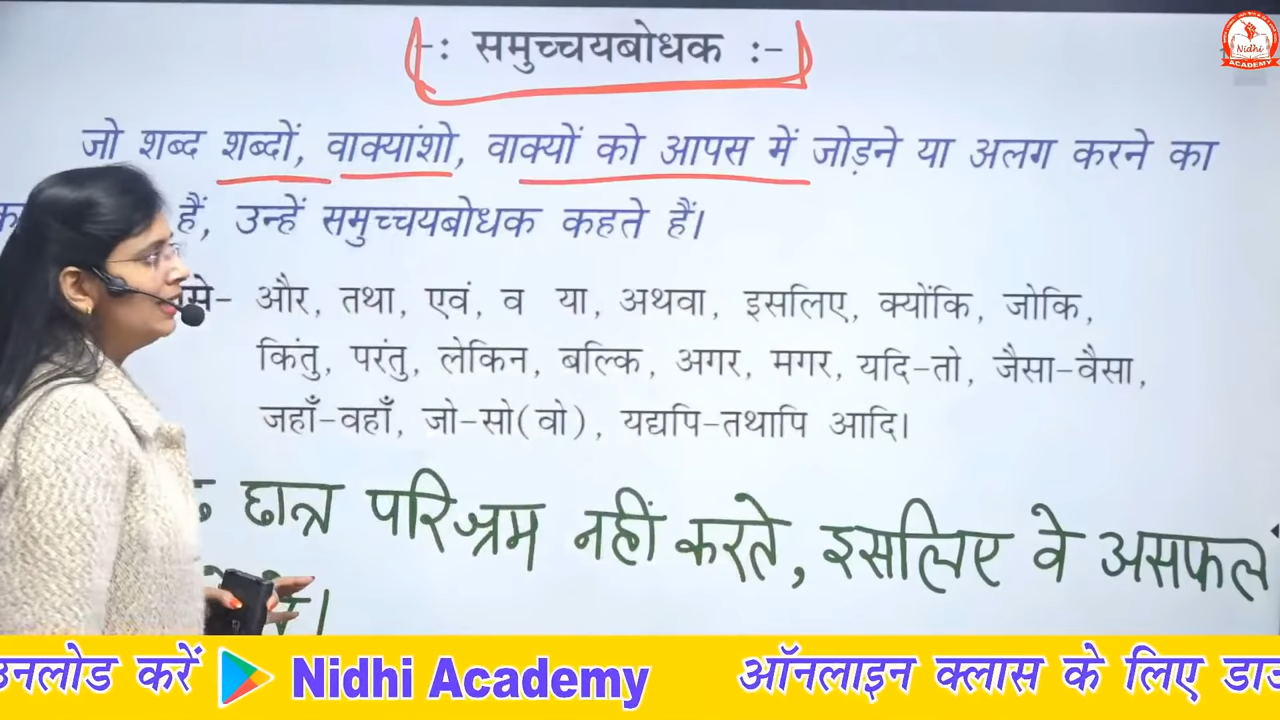 -: समुच्चयबोधक :-
Nidhi
ACADEMY
जो शब्द शब्दों, वाक्यांशो, वाक्यों को आपस में जोड़ने या अलग करने का
हैं, उन्हें समुच्चयबोधक कहते हैं।
और, तथा, एवं, व या, अथवा, इसलिए, क्योंकि, जोकि,
किंतु, परंतु, लेकिन, बल्कि, अगर, मगर, यदि-तो, जैसा-वैसा,
जहाँ-वहाँ, जो-सो(वो), यद्यपि-तथापि आदि।
छात्र परिश्रम नहीं करते, इसलिए वे असफल
उनलोड करें Nidhi Academy ऑनलाइन क्लास के लिए डाउ